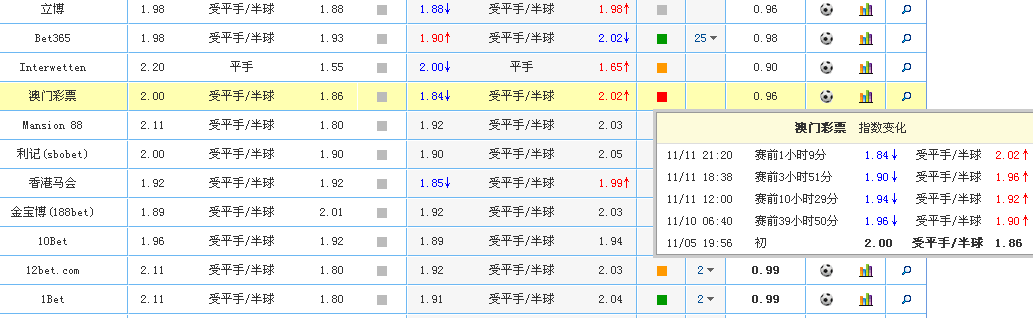 立博 1.98 受平手/半球 1.88 1.88↓ 受平手/半球 1.98↑ 0.96
Bet365 1.98 受平手/半球 1.93 1.90↑ 受平手/半球 2.02↓ 25 0.98
Interwetten 2.20 平手 1.55 2.00↓ 平手 1.65↑ 0.90
澳门彩票 2.00 受平手/半球 1.86 1.84↓ 受平手/半球 2.02↑ 0.96
Mansion 88 2.11 受平手/半球 1.80 1.92 受平手/半球 2.03
利记(sbobet) 2.00 受平手/半球 1.90 1.90 受平手/半球 2.05
香港马会 1.92 受平手/半球 1.92 1.85↓ 受平手/半球 1.99↑
金宝博(188bet) 1.89 受平手/半球 2.01 1.92 受平手/半球 2.03
10Bet 1.96 受平手/半球 1.92 1.89 受平手/半球 1.94
12bet.com 2.11 受平手/半球 1.80 1.92 受平手/半球 2.03 2 0.99
1Bet 2.11 受平手/半球 1.80 1.91 受平手/半球 2.04 2 0.99
澳门彩票 指数变化
11/11 21:20 赛前1小时9分 1.84↓ 受平手/半球 2.02↑
11/11 18:38 赛前3小时51分 1.90↓ 受平手/半球 1.96↑
11/11 12:00 赛前10小时29分 1.94↓ 受平手/半球 1.92↑
11/10 06:40 赛前39小时50分 1.96↓ 受平手/半球 1.90↑
11/05 19:56 初 2.00 受平手/半球 1.86